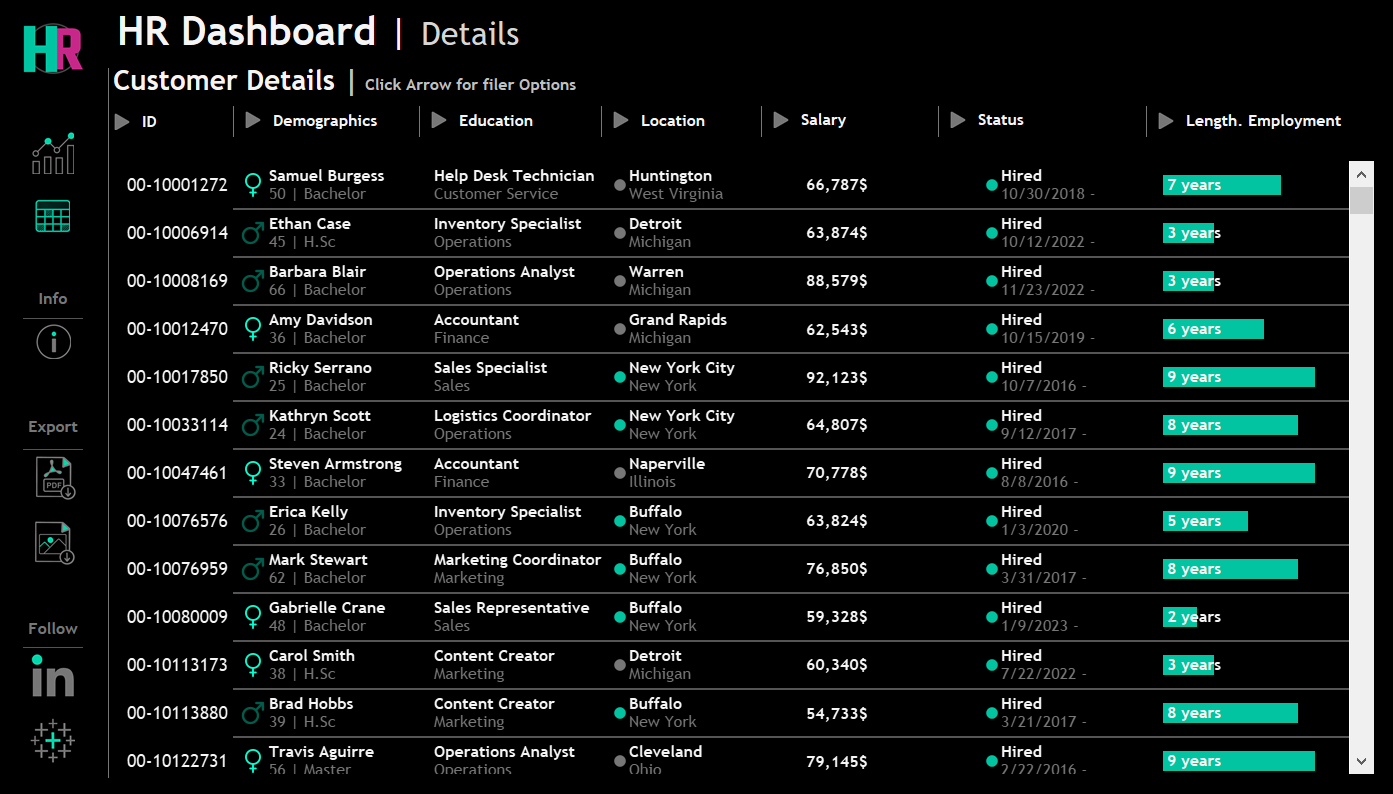 HR
HR Dashboard | Details
Customer Details | Click Arrow for filer Options
ID Demographics Education Location Salary Status Length. Employment
00-10001272 Samuel Burgess Help Desk Technician Huntington 66,787$ Hired 7 years
50 | Bachelor Customer Service West Virginia 10/30/2018 -
00-10006914 Ethan Case Inventory Specialist Detroit 63,874$ Hired 3 years
45 | H.Sc Operations Michigan 10/12/2022 -
00-10008169 Barbara Blair Operations Analyst Warren 88,579$ Hired 3 years
66 | Bachelor Operations Michigan 11/23/2022 -
00-10012470 Amy Davidson Accountant Grand Rapids 62,543$ Hired 6 years
36 | Bachelor Finance Michigan 10/15/2019 -
00-10017850 Ricky Serrano Sales Specialist New York City 92,123$ Hired 9 years
25 | Bachelor Sales New York 10/7/2016 -
00-10033114 Kathryn Scott Logistics Coordinator New York City 64,807$ Hired 8 years
24 | Bachelor Operations New York 9/12/2017 -
00-10047461 Steven Armstrong Accountant Naperville 70,778$ Hired 9 years
33 | Bachelor Finance Illinois 8/8/2016 -
00-10076576 Erica Kelly Inventory Specialist Buffalo 63,824$ Hired 5 years
26 | Bachelor Operations New York 1/3/2020 -
00-10076959 Mark Stewart Marketing Coordinator Buffalo 76,850$ Hired 8 years
62 | Bachelor Marketing New York 3/31/2017 -
00-10080009 Gabrielle Crane Sales Representative Buffalo 59,328$ Hired 2 years
48 | Bachelor Sales New York 1/9/2023 -
00-10113173 Carol Smith Content Creator Detroit 60,340$ Hired 3 years
38 | H.Sc Marketing Michigan 7/22/2022 -
00-10113880 Brad Hobbs Content Creator Buffalo 54,733$ Hired 8 years
39 | H.Sc Marketing New York 3/21/2017 -
00-10122731 Travis Aguirre Operations Analyst Cleveland 79,145$ Hired 9 years
56 | Master Operations Ohio 2/22/2016 -
Info
i
Export
PDF
Follow
in